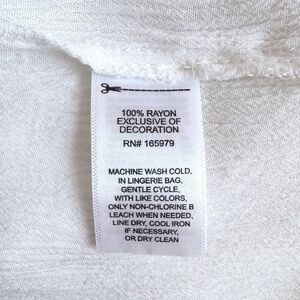 100% RAYON
EXCLUSIVE OF
DECORATION
RN# 165979
MACHINE WASH COLD,
IN LINGERIE BAG,
GENTLE CYCLE,
WITH LIKE COLORS,
ONLY NON-CHLORINE B
LEACH WHEN NEEDED,
LINE DRY, COOL IRON
IF NECESSARY,
OR DRY CLEAN